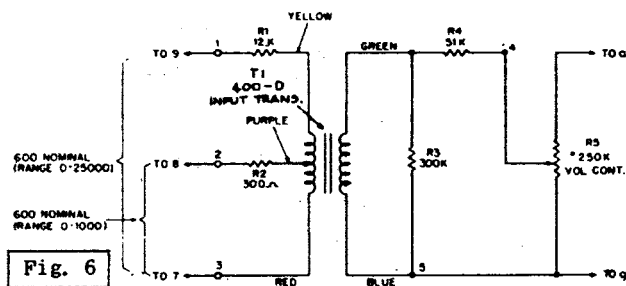 YELLOW
R1
12K
TO 9
1
T1
400-D
INPUT TRANS.
PURPLE
GREEN
R4
51K
4
TO a
600 NOMINAL
(RANGE 0-25000)
TO 8
2
R2
300Ω
R3
300K
R5
*250K
VOL CONT.
600 NOMINAL
(RANGE 0-1000)
Fig. 6
TO 7
3
RED
BLUE
5
TO g